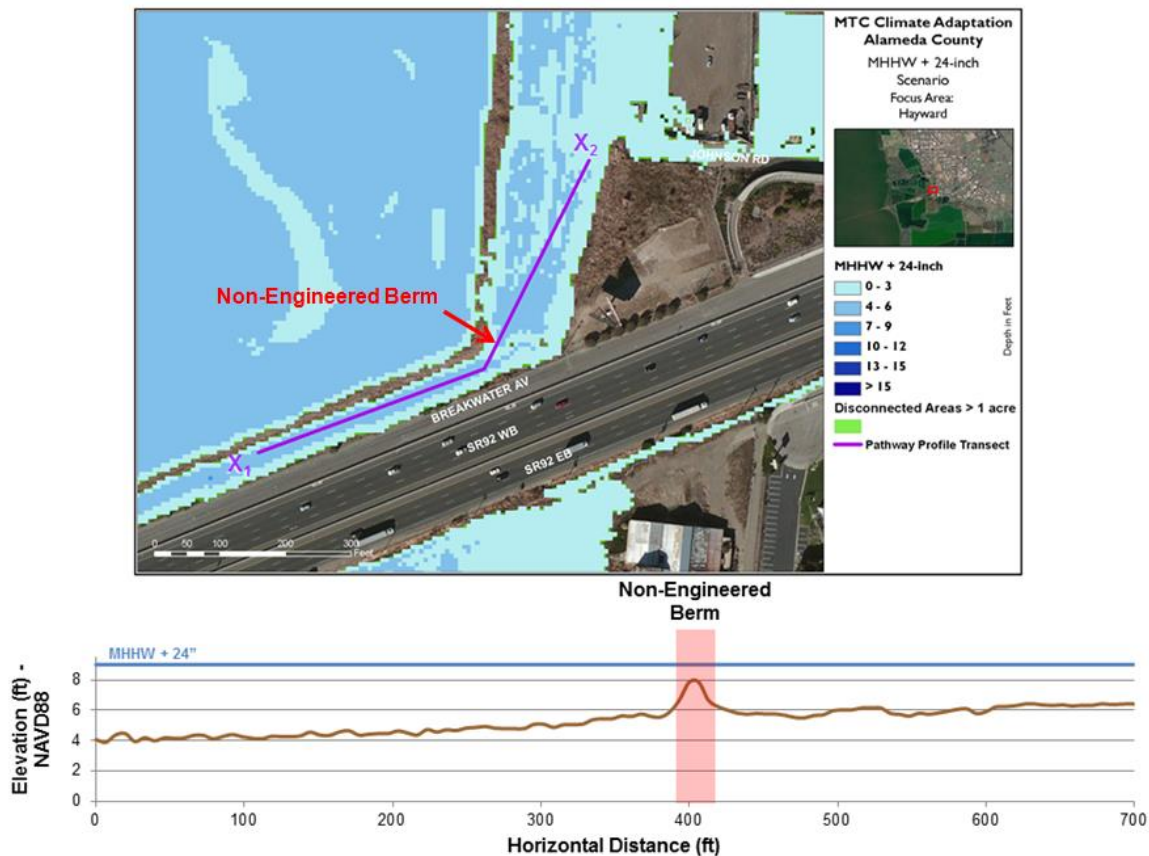 MTC Climate Adaptation
Alameda County
MHHW + 24-inch
Scenario
Focus Area:
Hayward
X2
JOHNSON RD
Non-Engineered Berm
BREAKWATER AV
SR92 WB
SR92 EB
X1
0 50 100 200 300
Feet
MHHW + 24-inch
0 - 3
4 - 6
7 - 9
10 - 12
13 - 15
> 15
Depth in Feet
Disconnected Areas > 1 acre
Pathway Profile Transect
Non-Engineered
Berm
MHHW + 24”
Elevation (ft) -
NAVD88
8
6
4
2
0
0 100 200 300 400 500 600 700
Horizontal Distance (ft)